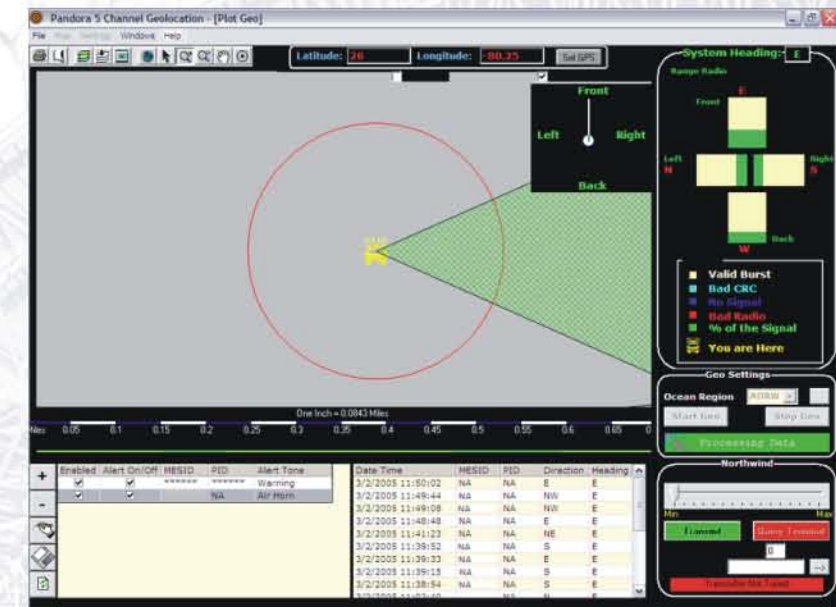 Pandora 5 Channel Geolocation - [Plot Geo]
File Map Settings Windows Help
Latitude: 26 Longitude: -80.25 Set GPS
System Heading: E
Range Radio
E
Front
Left Right
N S
Back
W
Front
Left Right
Back
Valid Burst
Bad CRC
No Signal
Bad Radio
% of the Signal
You are Here
One Inch = 0.0843 Miles
Miles 0.05 0.1 0.15 0.2 0.25 0.3 0.35 0.4 0.45 0.5 0.55 0.6 0.65
Geo Settings
Ocean Region AORW
Start Geo Stop Geo
Processing Data
Northwind
Min Max
Transmit Query Terminal
0
Transmitter Not Tuned
Enabled Alert On/Off MESID PID Alert Tone
****** ****** Warning
NA Air Horn
Date Time MESID PID Direction Heading
3/2/2005 11:50:02 NA NA E E
3/2/2005 11:49:44 NA NA NW E
3/2/2005 11:49:08 NA NA NW E
3/2/2005 11:48:48 NA NA E E
3/2/2005 11:41:23 NA NA NE E
3/2/2005 11:39:52 NA NA S E
3/2/2005 11:39:33 NA NA E E
3/2/2005 11:39:15 NA NA S E
3/2/2005 11:38:54 NA NA S E